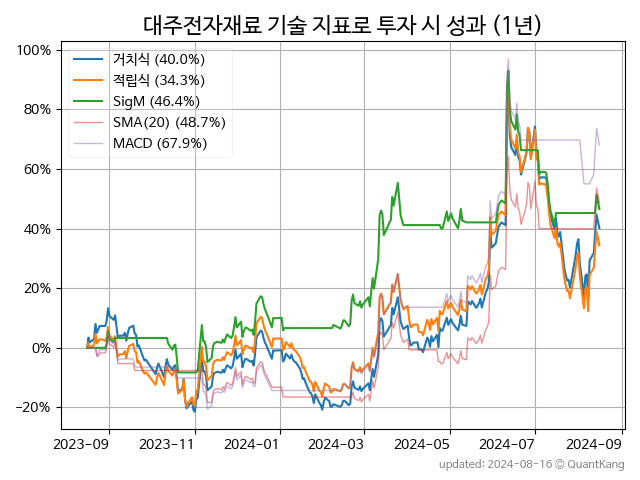 대주전자재료 기술 지표로 투자 시 성과 (1년)
100%
80%
60%
40%
20%
0%
−20%
거치식 (40.0%)
적립식 (34.3%)
SigM (46.4%)
SMA(20) (48.7%)
MACD (67.9%)
2023-09 2023-11 2024-01 2024-03 2024-05 2024-07 2024-09
updated: 2024-08-16 © QuantKang